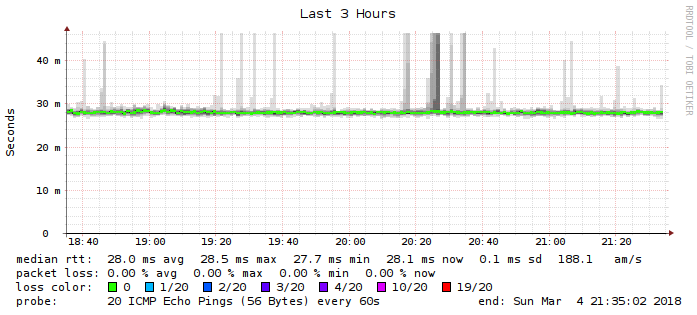 Last 3 Hours
RRDTOOL / TOBI OETIKER
Seconds
40 m
30 m
20 m
10 m
0
18:40 19:00 19:20 19:40 20:00 20:20 20:40 21:00 21:20
median rtt: 28.0 ms avg 28.5 ms max 27.7 ms min 28.1 ms now 0.1 ms sd 188.1 am/s
packet loss: 0.00 % avg 0.00 % max 0.00 % min 0.00 % now
loss color: 0 1/20 2/20 3/20 4/20 10/20 19/20
probe: 20 ICMP Echo Pings (56 Bytes) every 60s end: Sun Mar 4 21:35:02 2018